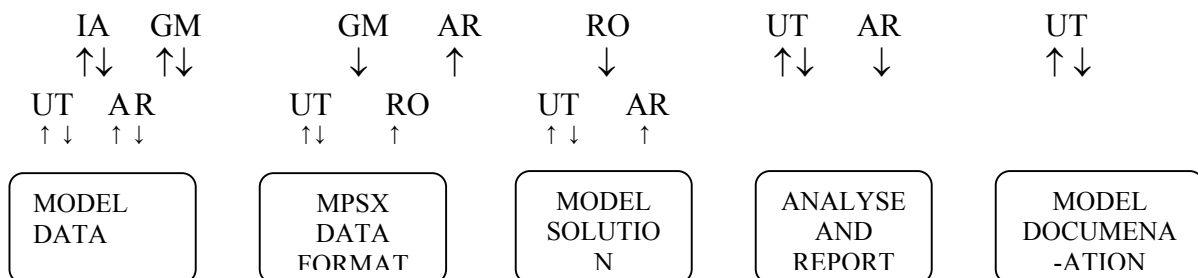 IA GM GM AR RO UT AR UT
↑↓ ↑↓ ↓ ↑ ↓ ↑↓ ↓ ↑↓
UT AR UT RO UT AR
↑ ↓ ↑ ↓ ↑↓ ↑ ↑ ↓ ↑
MODEL
DATA
MPSX
DATA
FORMAT
MODEL
SOLUTIO
N
ANALYSE
AND
REPORT
MODEL
DOCUMENA
-ATION